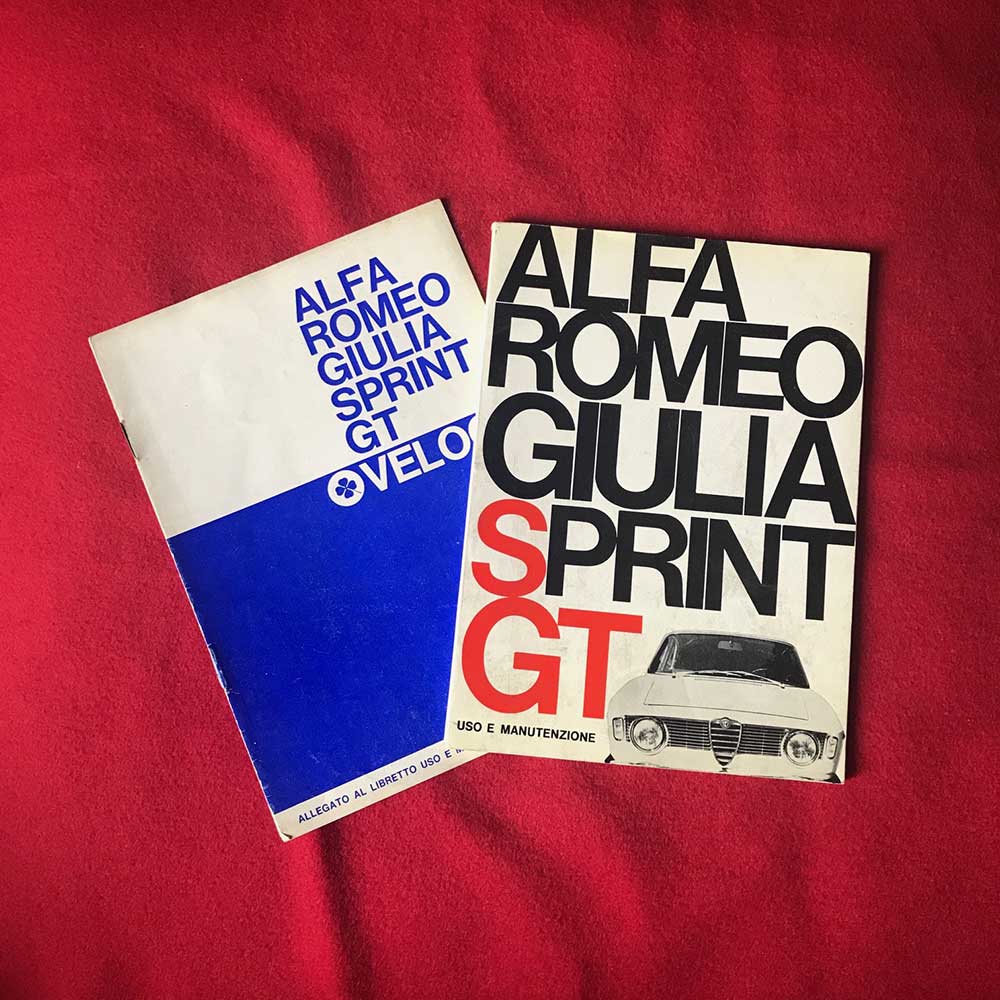 ALFA
ROMEO
GIULIA
SPRINT
GT
VELO
ALLEGATO AL LIBRETTO USO E
ALFA
ROMEO
GIULIA
SPRINT
GT
USO E MANUTENZIONE